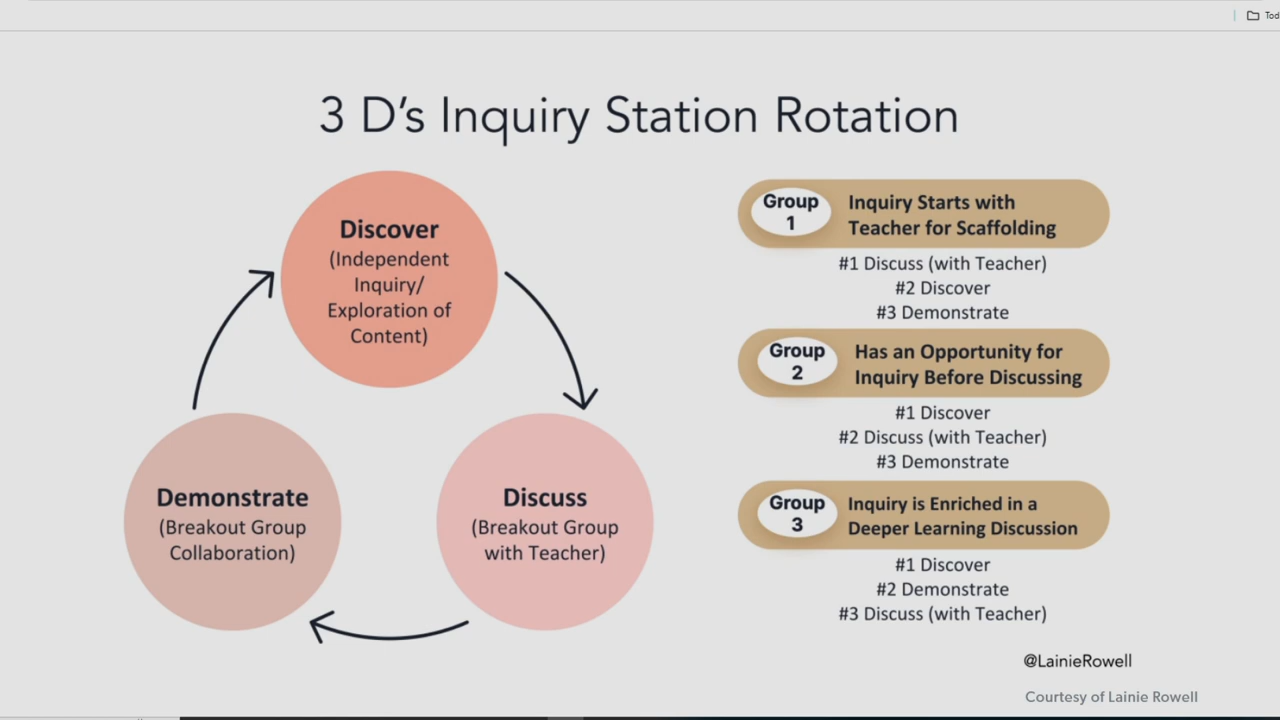 Tod
3 D's Inquiry Station Rotation
Discover
(Independent
Inquiry/
Exploration of
Content)
Demonstrate
(Breakout Group
Collaboration)
Discuss
(Breakout Group
with Teacher)
Group
1
Inquiry Starts with
Teacher for Scaffolding
#1 Discuss (with Teacher)
#2 Discover
#3 Demonstrate
Group
2
Has an Opportunity for
Inquiry Before Discussing
#1 Discover
#2 Discuss (with Teacher)
#3 Demonstrate
Group
3
Inquiry is Enriched in a
Deeper Learning Discussion
#1 Discover
#2 Demonstrate
#3 Discuss (with Teacher)
@LainieRowell
Courtesy of Lainie Rowell